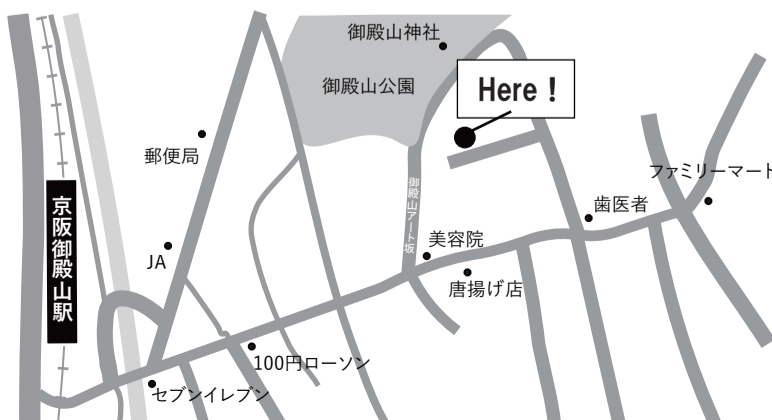 御殿山神社
御殿山公園
Here！
郵便局
ファミリーマート
京阪御殿山駅
御殿山アート坂
歯医者
美容院
JA
唐揚げ店
100円ローソン
セブンイレブン